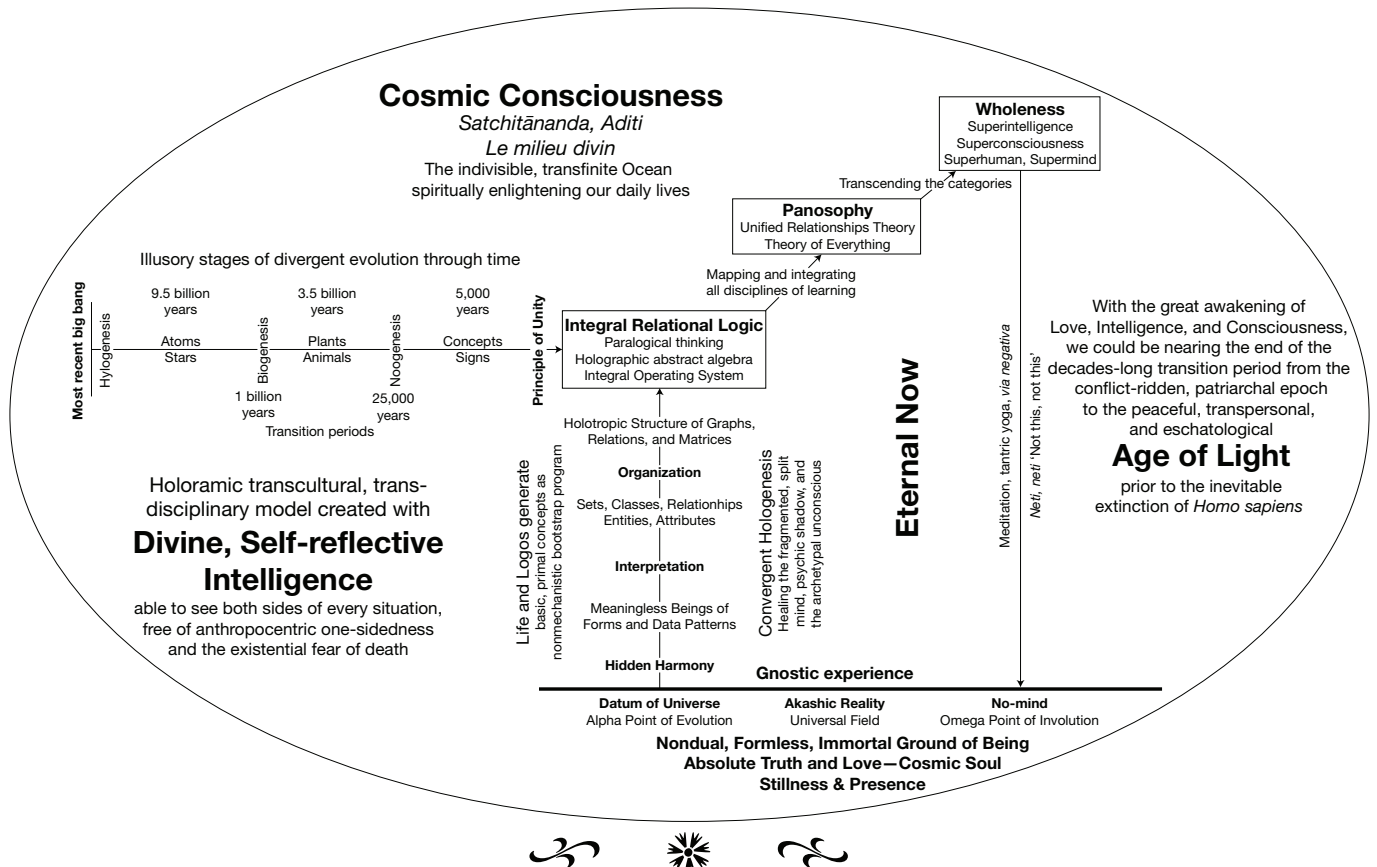 Cosmic Consciousness
Satchitānanda, Aditi
Le milieu divin
The indivisible, transfinite Ocean
spiritually enlightening our daily lives
Wholeness
Superintelligence
Superconsciousness
Superhuman, Supermind
Transcending the categories
Panosophy
Unified Relationships Theory
Theory of Everything
Mapping and integrating
all disciplines of learning
Illusory stages of divergent evolution through time
Most recent big bang
Hylogenesis
9.5 billion
years
Atoms
Stars
Biogenesis
1 billion
years
3.5 billion
years
Plants
Animals
Noogenesis
25,000
years
Transition periods
5,000
years
Concepts
Signs
Principle of Unity
Integral Relational Logic
Paralogical thinking
Holographic abstract algebra
Integral Operating System
Holotropic Structure of Graphs,
Relations, and Matrices
Organization
Sets, Classes, Relationhips
Entities, Attributes
Interpretation
Meaningless Beings of
Forms and Data Patterns
Hidden Harmony
Life and Logos generate
basic, primal concepts as
nonmechanistic bootstrap program
Convergent Hologenesis
Healing the fragmented, split
mind, psychic shadow, and
the archetypal unconscious
Eternal Now
Meditation, tantric yoga, via negativa
Neti, neti ‘Not this, not this’
With the great awakening of
Love, Intelligence, and Consciousness,
we could be nearing the end of the
decades-long transition period from the
conflict-ridden, patriarchal epoch
to the peaceful, transpersonal,
and eschatological
Age of Light
prior to the inevitable
extinction of Homo sapiens
Holoramic transcultural, trans-
disciplinary model created with
Divine, Self-reflective
Intelligence
able to see both sides of every situation,
free of anthropocentric one-sidedness
and the existential fear of death
Gnostic experience
Datum of Universe
Alpha Point of Evolution
Akashic Reality
Universal Field
No-mind
Omega Point of Involution
Nondual, Formless, Immortal Ground of Being
Absolute Truth and Love—Cosmic Soul
Stillness & Presence